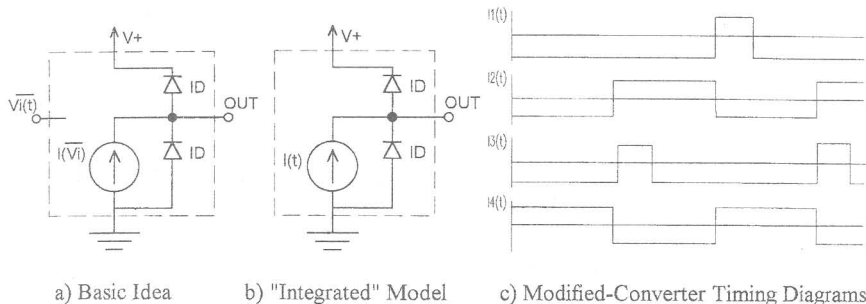 V+
ID
Vi(t)
OUT
I(Vi)
ID
V+
ID
OUT
I(t)
ID
I1(t)
I2(t)
I3(t)
I4(t)
a) Basic Idea
b) "Integrated" Model
c) Modified-Converter Timing Diagrams